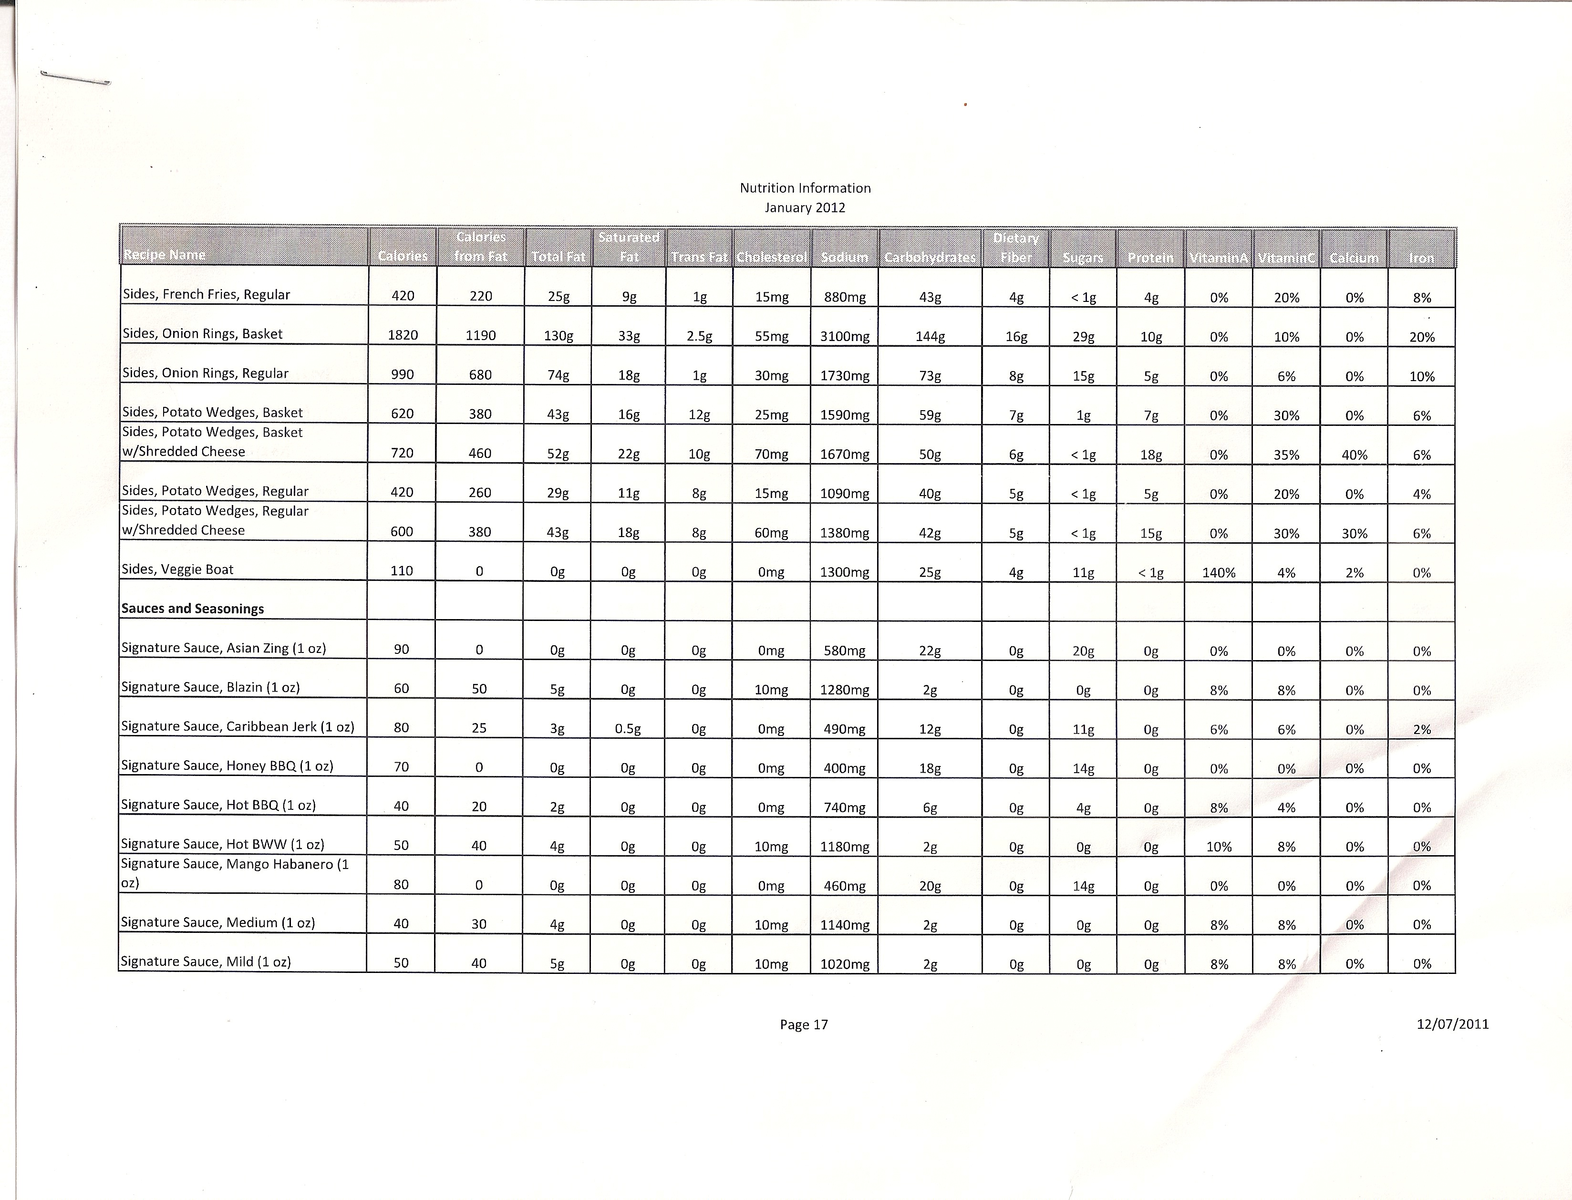 Nutrition Information
January 2012
Recipe Name Calories Calories from Fat Total Fat Saturated Fat Trans Fat Cholesterol Sodium Carbohydrates Dietary Fiber Sugars Protein VitaminA VitaminC Calcium Iron
Sides, French Fries, Regular 420 220 25g 9g 1g 15mg 880mg 43g 4g < 1g 4g 0% 20% 0% 8%
Sides, Onion Rings, Basket 1820 1190 130g 33g 2.5g 55mg 3100mg 144g 16g 29g 10g 0% 10% 0% 20%
Sides, Onion Rings, Regular 990 680 74g 18g 1g 30mg 1730mg 73g 8g 15g 5g 0% 6% 0% 10%
Sides, Potato Wedges, Basket 620 380 43g 16g 12g 25mg 1590mg 59g 7g 1g 7g 0% 30% 0% 6%
Sides, Potato Wedges, Basket
w/Shredded Cheese 720 460 52g 22g 10g 70mg 1670mg 50g 6g < 1g 18g 0% 35% 40% 6%
Sides, Potato Wedges, Regular 420 260 29g 11g 8g 15mg 1090mg 40g 5g < 1g 5g 0% 20% 0% 4%
Sides, Potato Wedges, Regular
w/Shredded Cheese 600 380 43g 18g 8g 60mg 1380mg 42g 5g < 1g 15g 0% 30% 30% 6%
Sides, Veggie Boat 110 0 0g 0g 0g 0mg 1300mg 25g 4g 11g < 1g 140% 4% 2% 0%
Sauces and Seasonings
Signature Sauce, Asian Zing (1 oz) 90 0 0g 0g 0g 0mg 580mg 22g 0g 20g 0g 0% 0% 0% 0%
Signature Sauce, Blazin (1 oz) 60 50 5g 0g 0g 10mg 1280mg 2g 0g 0g 0g 8% 8% 0% 0%
Signature Sauce, Caribbean Jerk (1 oz) 80 25 3g 0.5g 0g 0mg 490mg 12g 0g 11g 0g 6% 6% 0% 2%
Signature Sauce, Honey BBQ (1 oz) 70 0 0g 0g 0g 0mg 400mg 18g 0g 14g 0g 0% 0% 0% 0%
Signature Sauce, Hot BBQ (1 oz) 40 20 2g 0g 0g 0mg 740mg 6g 0g 4g 0g 8% 4% 0% 0%
Signature Sauce, Hot BWW (1 oz) 50 40 4g 0g 0g 10mg 1180mg 2g 0g 0g 0g 10% 8% 0% 0%
Signature Sauce, Mango Habanero (1
oz) 80 0 0g 0g 0g 0mg 460mg 20g 0g 14g 0g 0% 0% 0% 0%
Signature Sauce, Medium (1 oz) 40 30 4g 0g 0g 10mg 1140mg 2g 0g 0g 0g 8% 8% 0% 0%
Signature Sauce, Mild (1 oz) 50 40 5g 0g 0g 10mg 1020mg 2g 0g 0g 0g 8% 8% 0% 0%
Page 17 12/07/2011